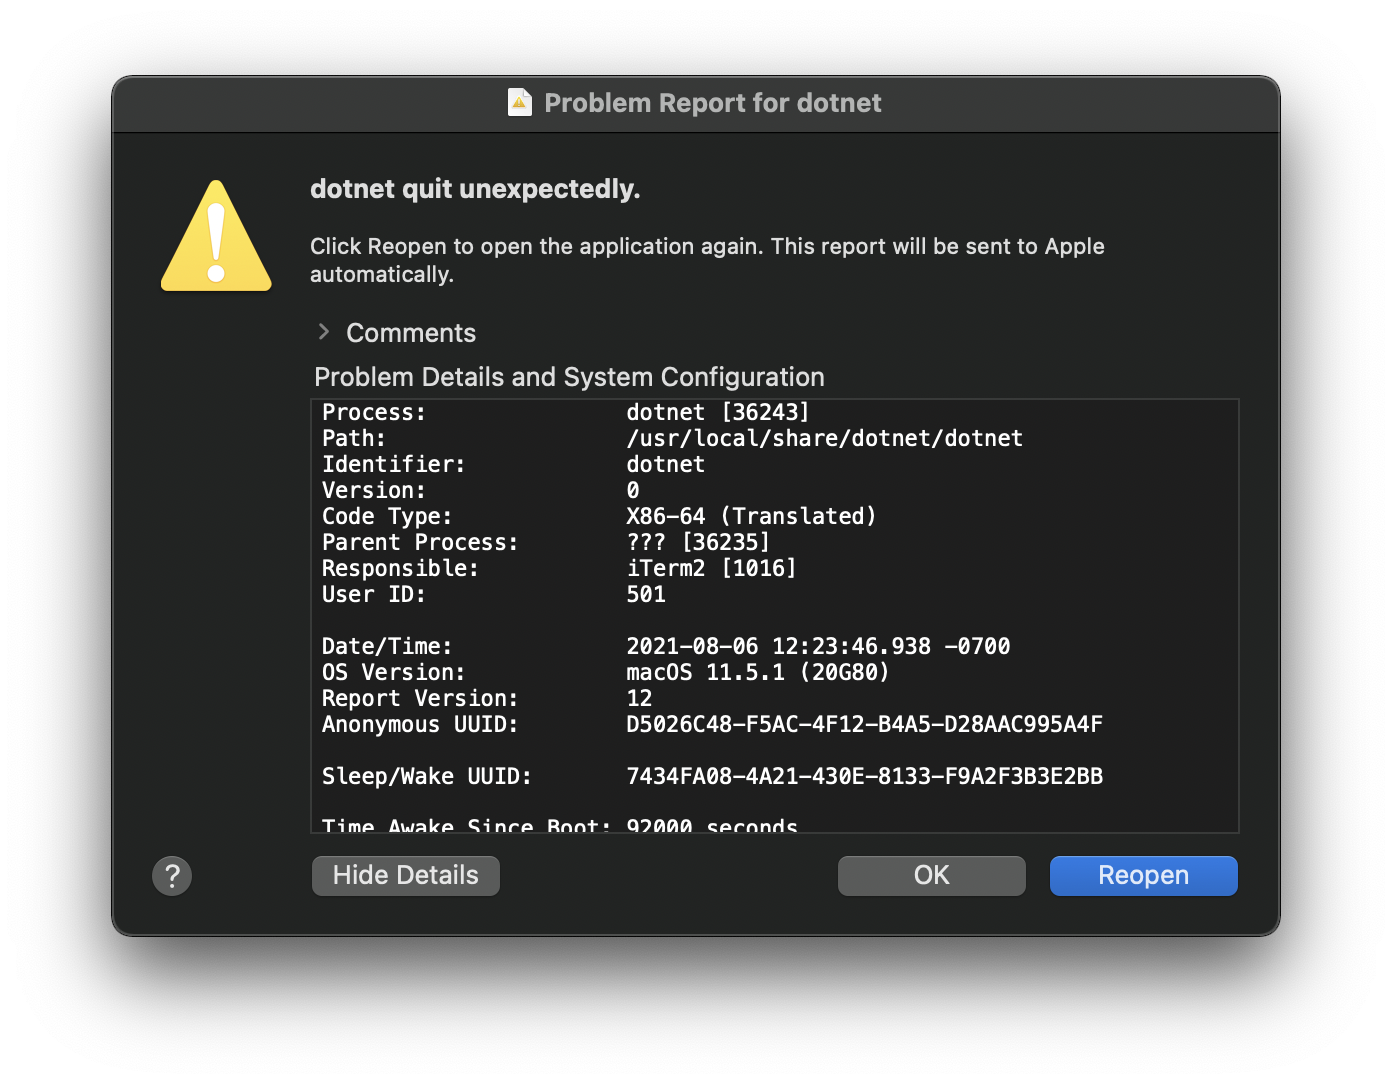 Problem Report for dotnet
dotnet quit unexpectedly.
Click Reopen to open the application again. This report will be sent to Apple
automatically.
Comments
Problem Details and System Configuration
Process: dotnet [36243]
Path: /usr/local/share/dotnet/dotnet
Identifier: dotnet
Version: 0
Code Type: X86-64 (Translated)
Parent Process: ??? [36235]
Responsible: iTerm2 [1016]
User ID: 501
Date/Time: 2021-08-06 12:23:46.938 -0700
OS Version: macOS 11.5.1 (20G80)
Report Version: 12
Anonymous UUID: D5026C48-F5AC-4F12-B4A5-D28AAC995A4F
Sleep/Wake UUID: 7434FA08-4A21-430E-8133-F9A2F3B3E2BB
Time Awake Since Boot: 92000 seconds
? Hide Details OK Reopen